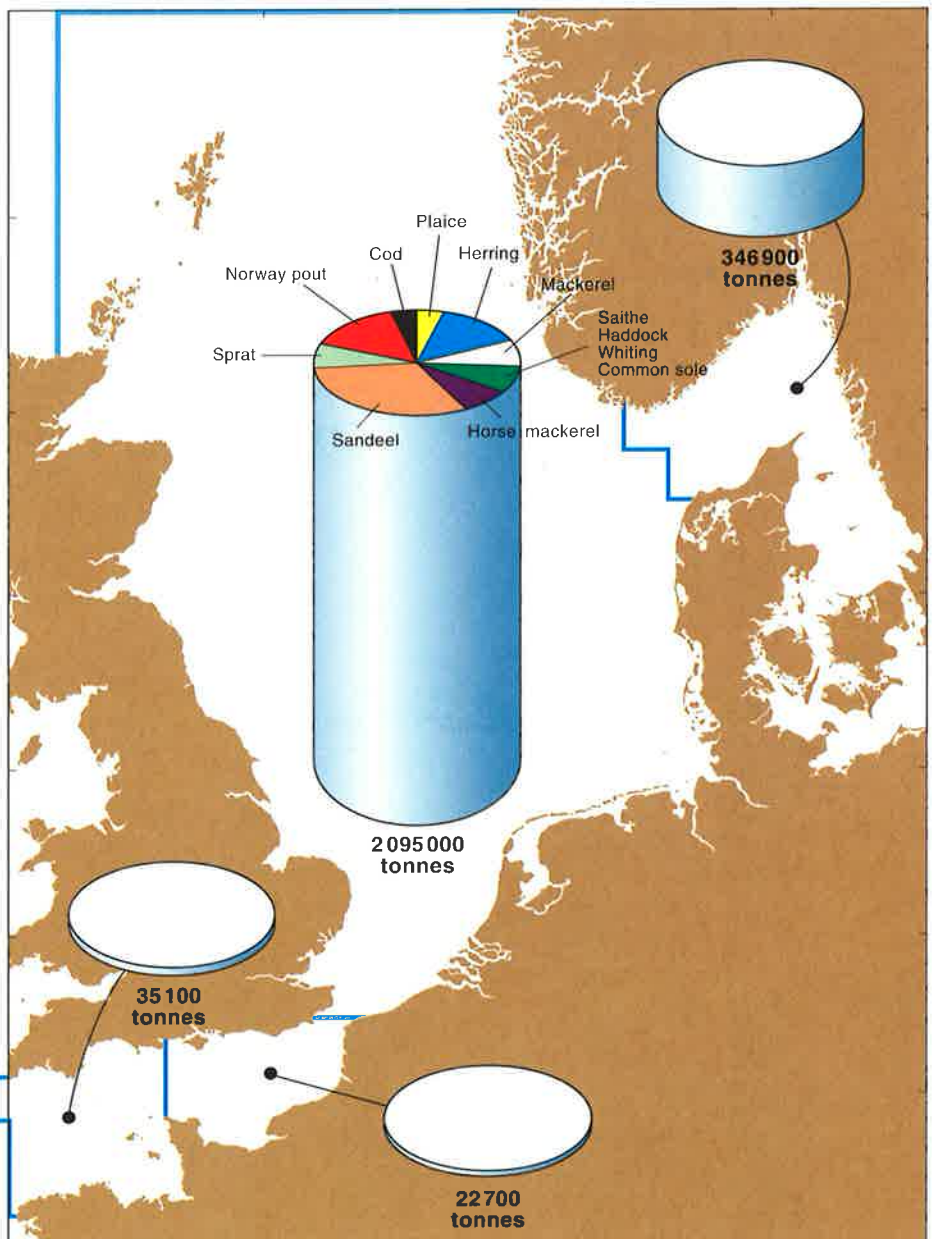 Plaice
Cod
Herring
Norway pout
Mackerel
346900
tonnes
Saithe
Haddock
Whiting
Common sole
Sprat
Sandeel
Horse mackerel
2095000
tonnes
35100
tonnes
22700
tonnes